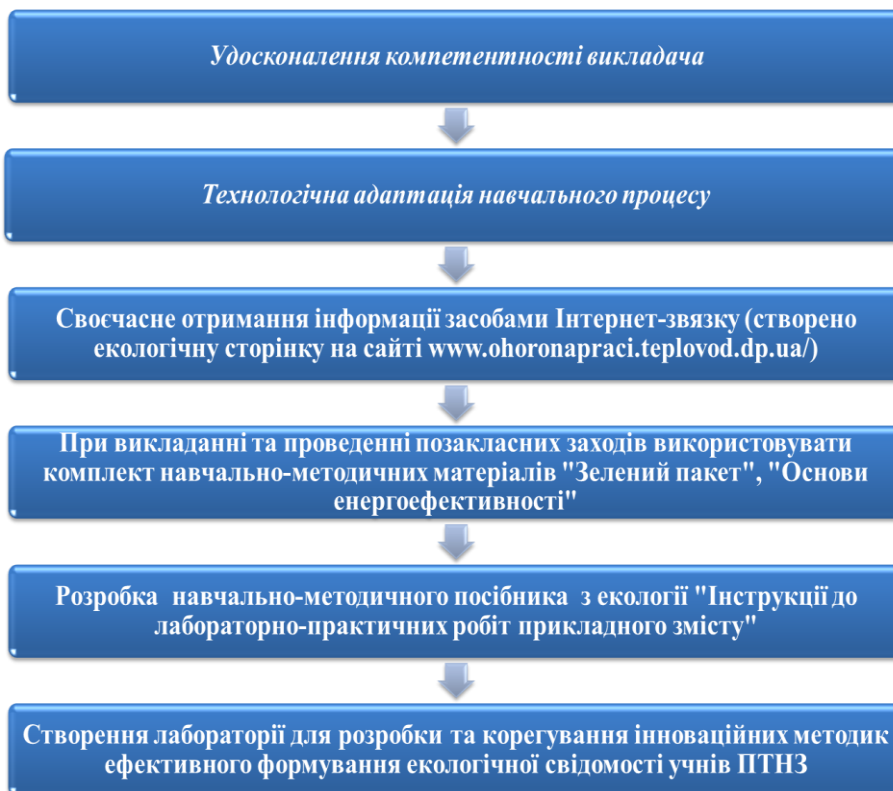 Удосконалення компетентності викладача
Технологічна адаптація навчального процесу
Своєчасне отримання інформації засобами Інтернет-звязку (створено
екологічну сторінку на сайті www.ohoronapraci.teplovod.dp.ua/)
При викладанні та проведенні позакласних заходів використовувати
комплект навчально-методичних матеріалів "Зелений пакет", "Основи
енергоефективності"
Розробка навчально-методичного посібника з екології "Інструкції до
лабораторно-практичних робіт прикладного змісту"
Створення лабораторії для розробки та корегування інноваційних методик
ефективного формування екологічної свідомості учнів ПТНЗ